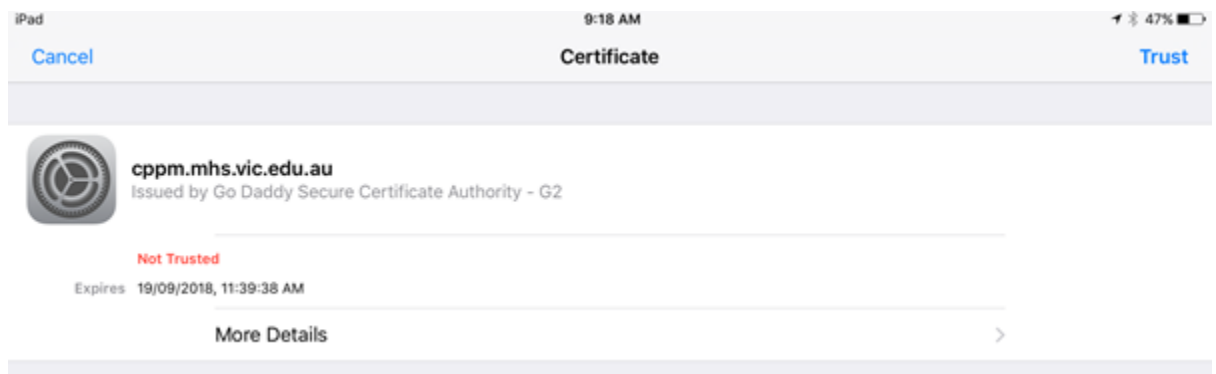 iPad 9:18 AM 47%
Cancel Certificate Trust
cppm.mhs.vic.edu.au
Issued by Go Daddy Secure Certificate Authority - G2
Not Trusted
Expires 19/09/2018, 11:39:38 AM
More Details